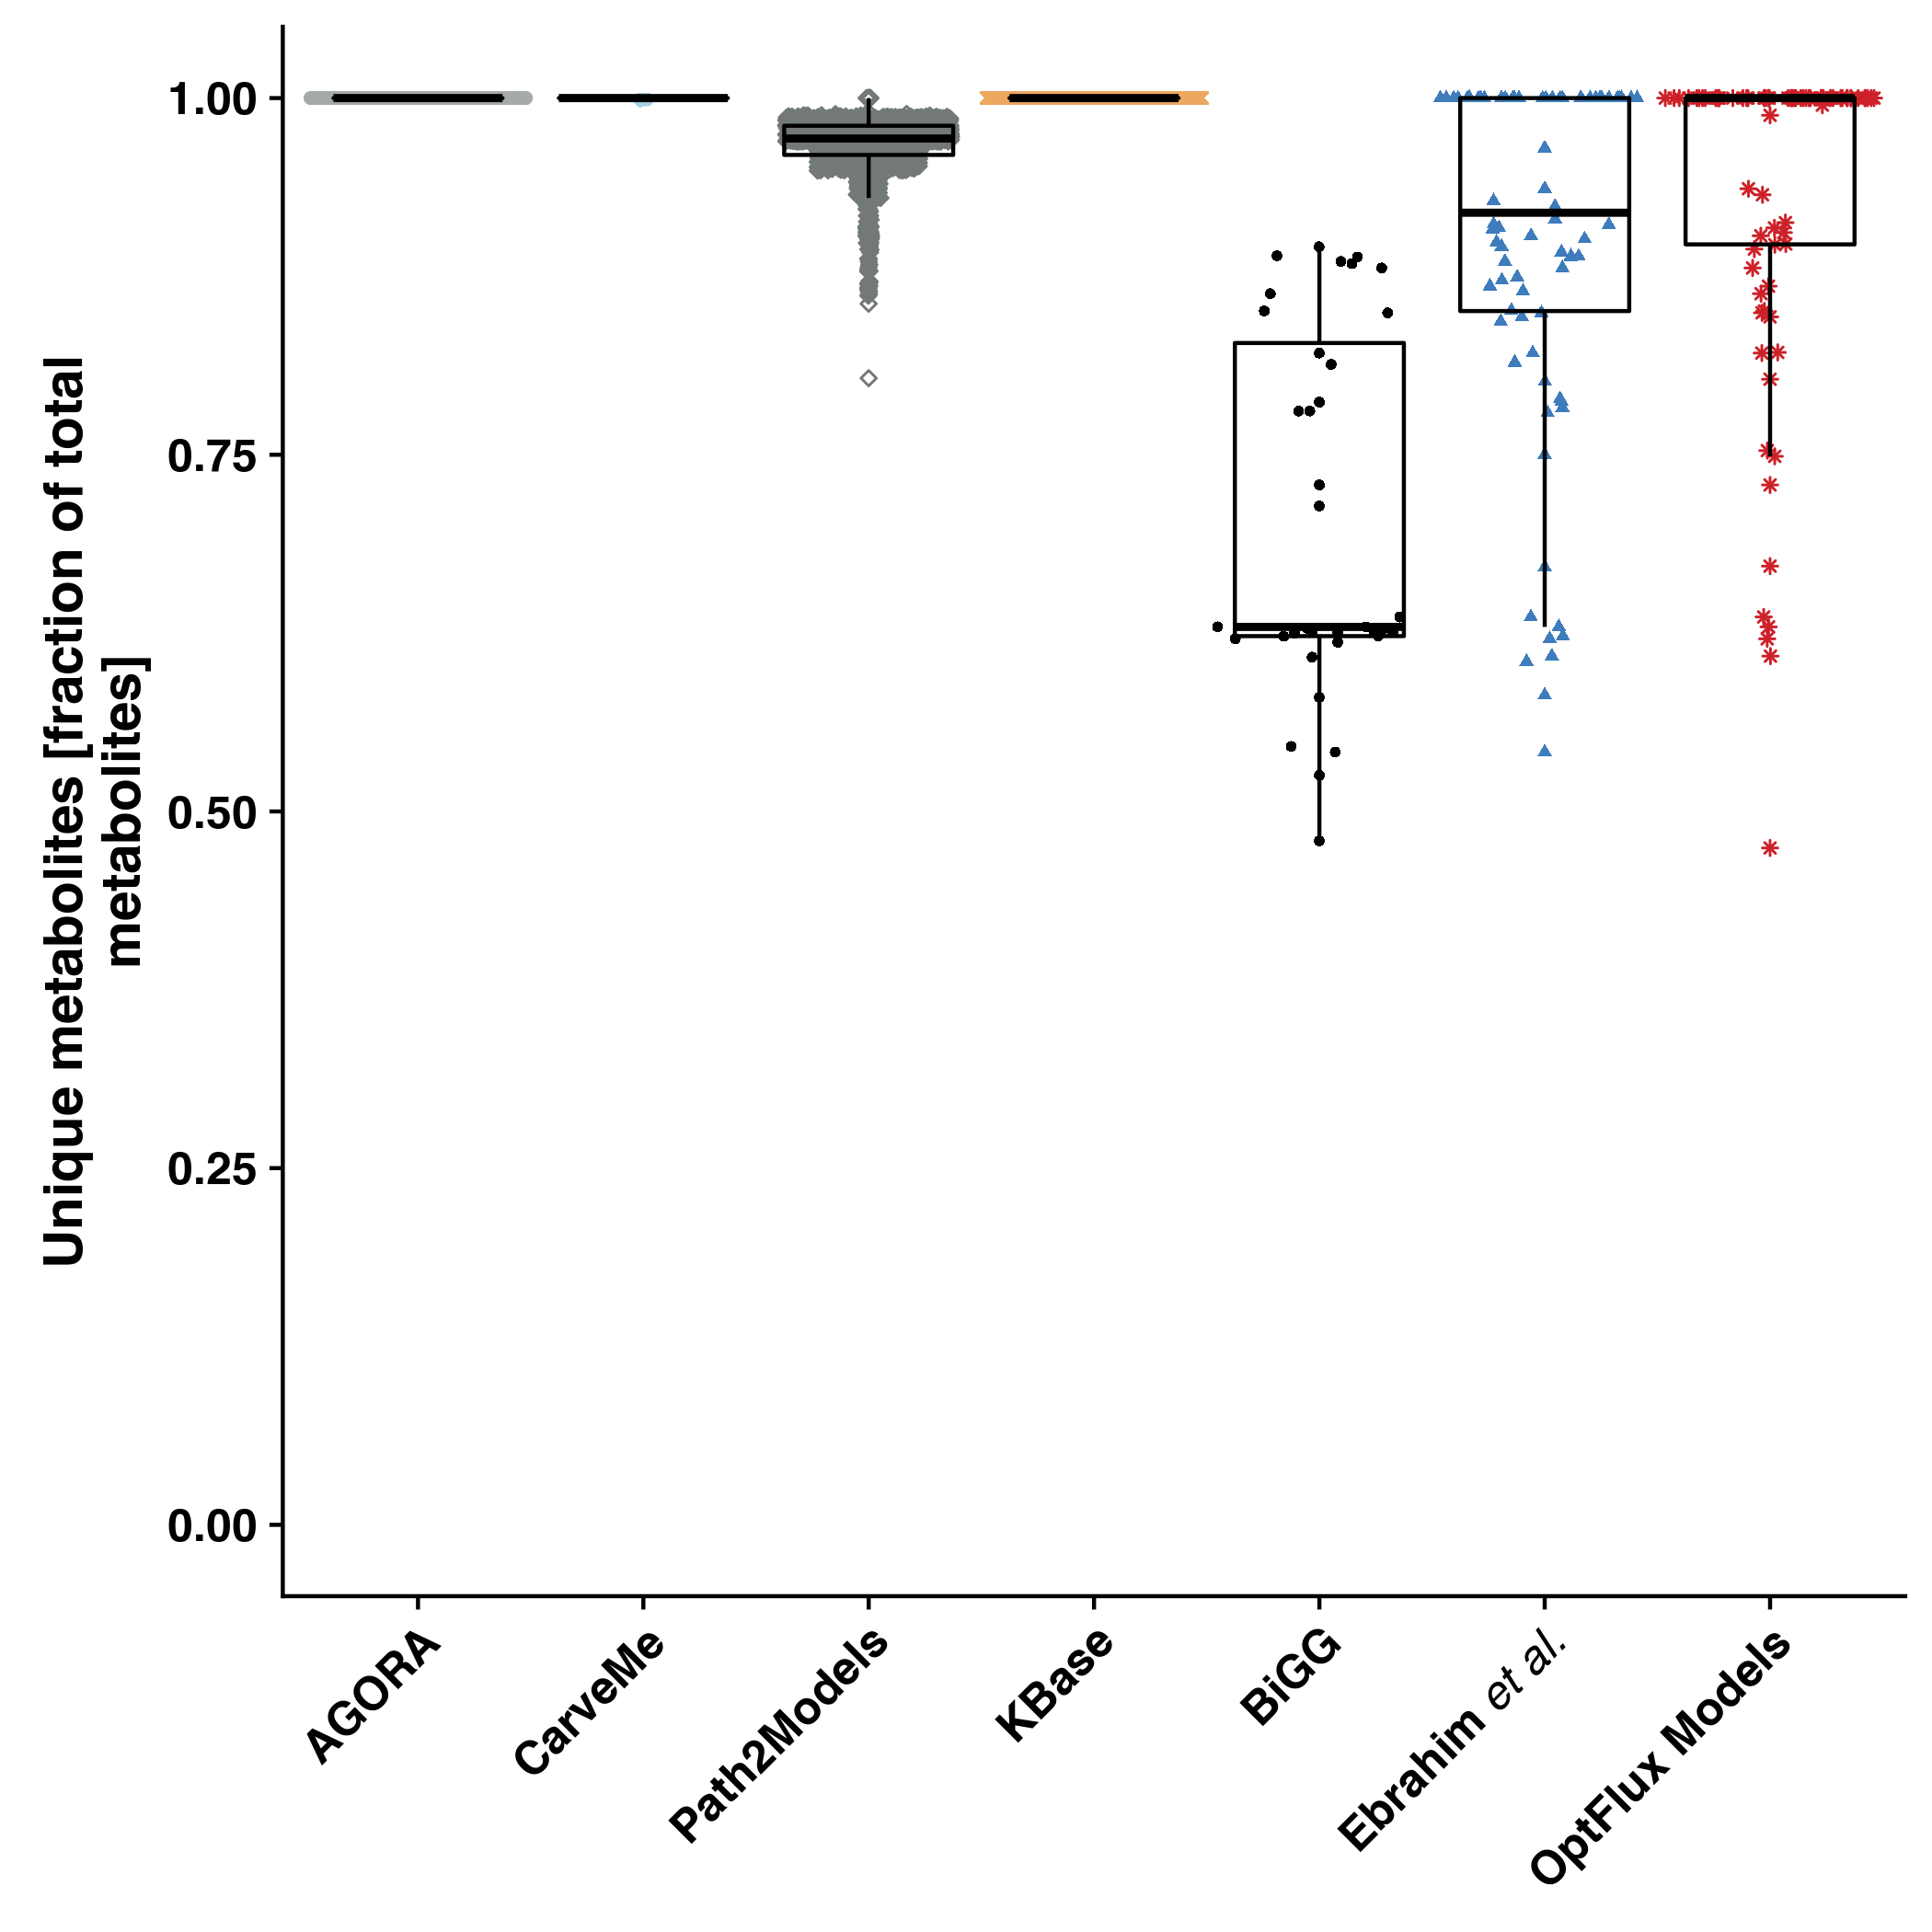 Unique metabolites [fraction of total
metabolites]
1.00
0.75
0.50
0.25
0.00
AGORA
CarveMe
Path2Models
KBase
BiGG
Ebrahim et al.
OptFlux Models